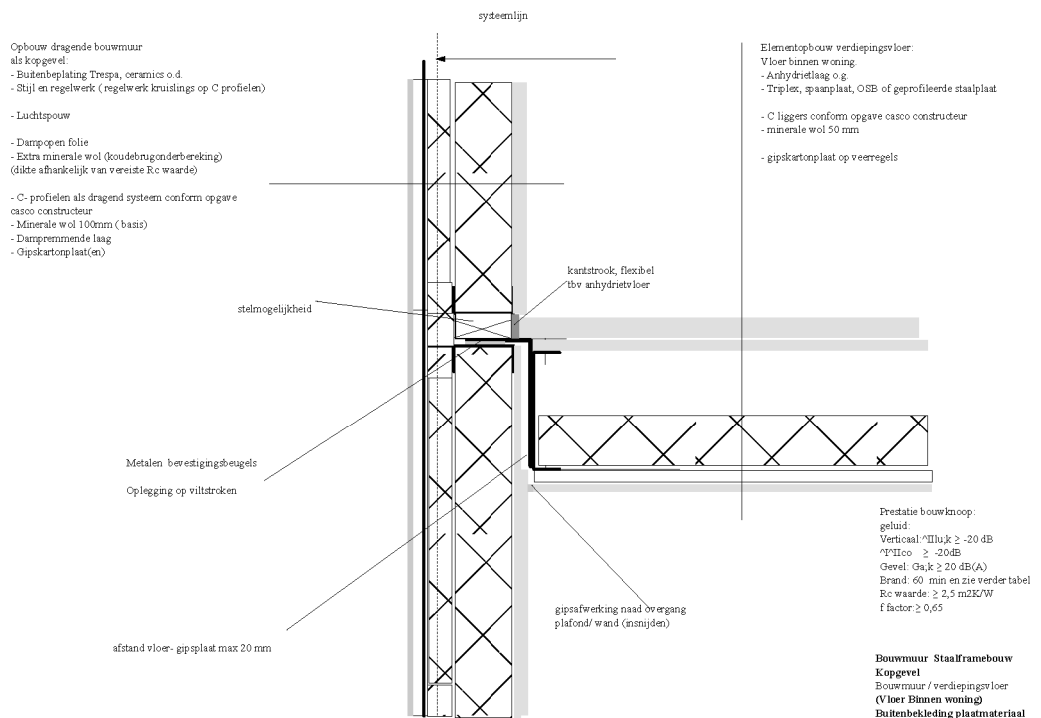 systeemlijn
Opbouw dragende bouwmuur
als kopgevel:
- Buitenbeplating Trespa, ceramics o.d.
- Stijl en regelwerk ( regelwerk kruislings op C profielen)
- Luchtspouw
- Dampopen folie
- Extra minerale wol (koudebrugonderbereking)
(dikte afhankelijk van vereiste Rc waarde)
- C- profielen als dragend systeem conform opgave
casco constructeur
- Minerale wol 100mm ( basis)
- Dampremmende laag
- Gipskartonplaat(en)
Elementopbouw verdiepingsvloer:
Vloer binnen woning.
- Anhydrietlaag o.g.
- Triplex, spaanplaat, OSB of geprofileerde staalplaat
- C liggers conform opgave casco constructeur
- minerale wol 50 mm
- gipskartonplaat op veerregels
kantstrook, flexibel
tbv anhydrietvloer
stelmogelijkheid
Metalen bevestigingsbeugels
Oplegging op viltstroken
afstand vloer- gipsplaat max 20 mm
gipsafwerking naad overgang
plafond/ wand (insnijden)
Prestatie bouwknoop:
geluid:
Verticaal:^IIlu;k ≥ -20 dB
^I^IIco ≥ -20dB
Gevel: Ga;k ≥ 20 dB(A)
Brand: 60 min en zie verder tabel
Rc waarde: ≥ 2,5 m2K/W
f factor:≥ 0,65
Bouwmuur Staalframebouw
Kopgevel
Bouwmuur / verdiepingsvloer
(Vloer Binnen woning)
Buitenbekleding plaatmateriaal